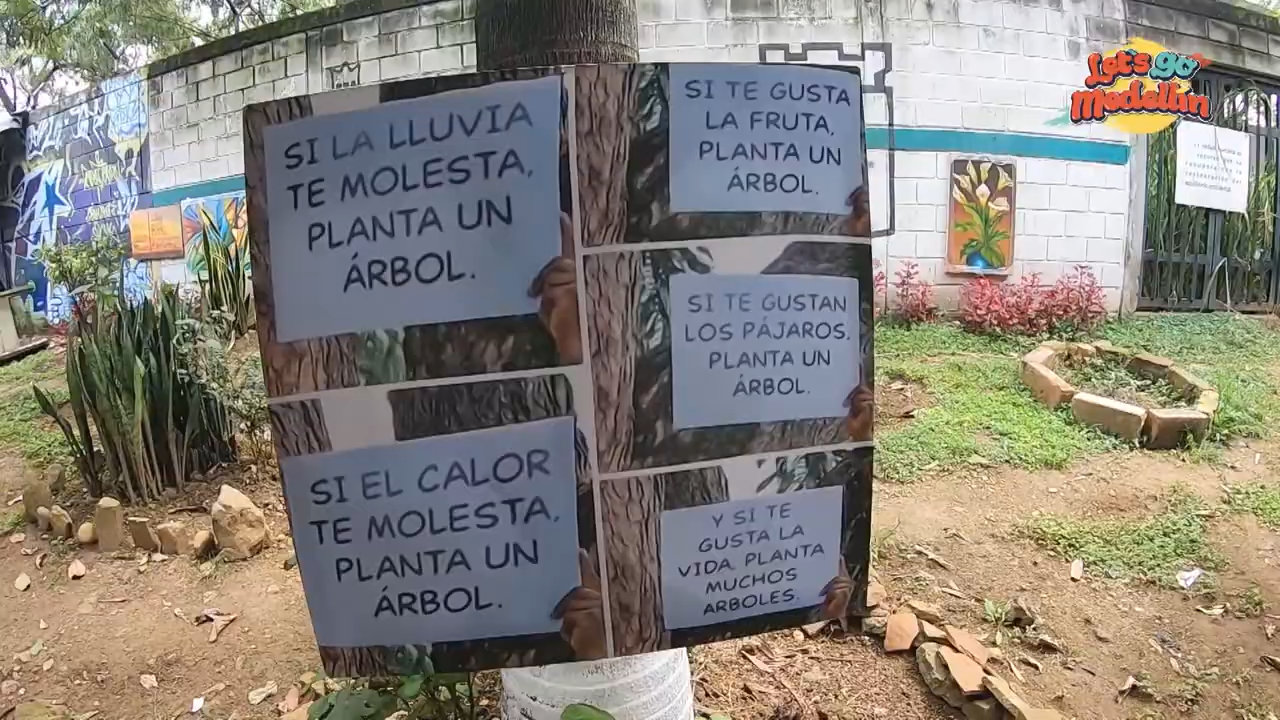 Let's go
Medellín
SI LA LLUVIA
TE MOLESTA,
PLANTA UN
ÁRBOL.
SI EL CALOR
TE MOLESTA,
PLANTA UN
ÁRBOL.
SI TE GUSTA
LA FRUTA,
PLANTA UN
ÁRBOL.
SI TE GUSTAN
LOS PÁJAROS,
PLANTA UN
ÁRBOL.
Y SI TE
GUSTA LA
VIDA, PLANTA
MUCHOS
ARBOLES.